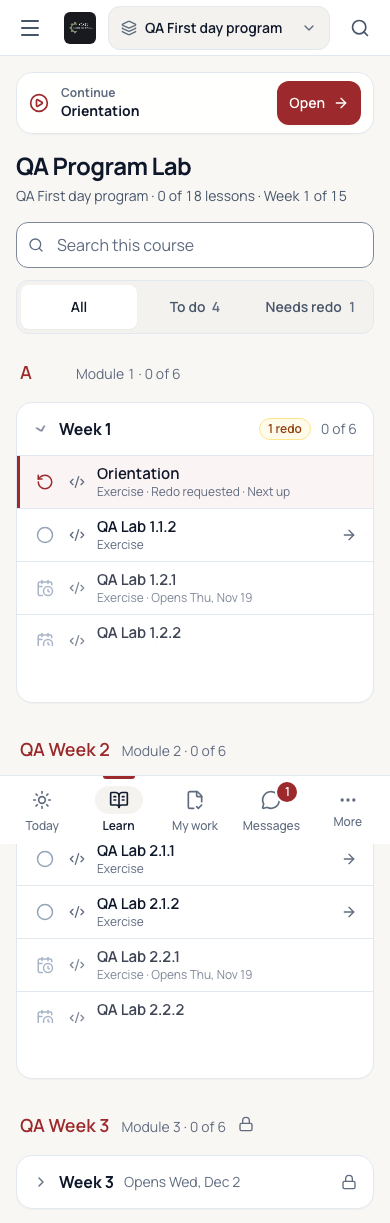 QA First day program
Continue
Orientation
Open
QA Program Lab
QA First day program · 0 of 18 lessons · Week 1 of 15
Search this course
All
To do 4
Needs redo 1
A
Module 1 · 0 of 6
Week 1
1 redo
0 of 6
Orientation
Exercise · Redo requested · Next up
QA Lab 1.1.2
Exercise
QA Lab 1.2.1
Exercise · Opens Thu, Nov 19
QA Lab 1.2.2
QA Week 2
Module 2 · 0 of 6
Today
Learn
My work
Messages
1
More
QA Lab 2.1.1
Exercise
QA Lab 2.1.2
Exercise
QA Lab 2.2.1
Exercise · Opens Thu, Nov 19
QA Lab 2.2.2
QA Week 3
Module 3 · 0 of 6
Week 3
Opens Wed, Dec 2